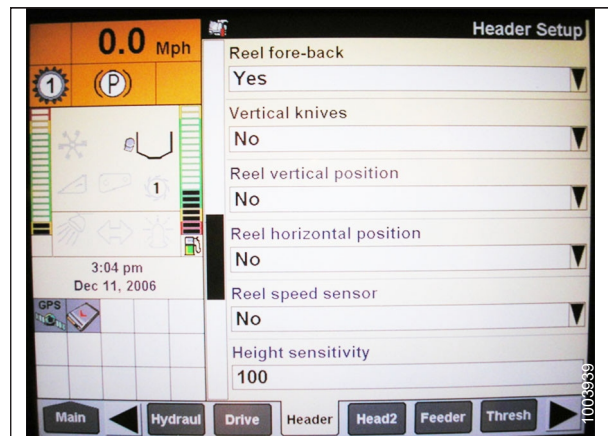 Header Setup
0.0 Mph
1
(P)
1
3:04 pm
Dec 11, 2006
GPS
Reel fore-back
Yes
Vertical knives
No
Reel vertical position
No
Reel horizontal position
No
Reel speed sensor
No
Height sensitivity
100
Main
Hydraul
Drive
Header
Head2
Feeder
Thresh
1003939